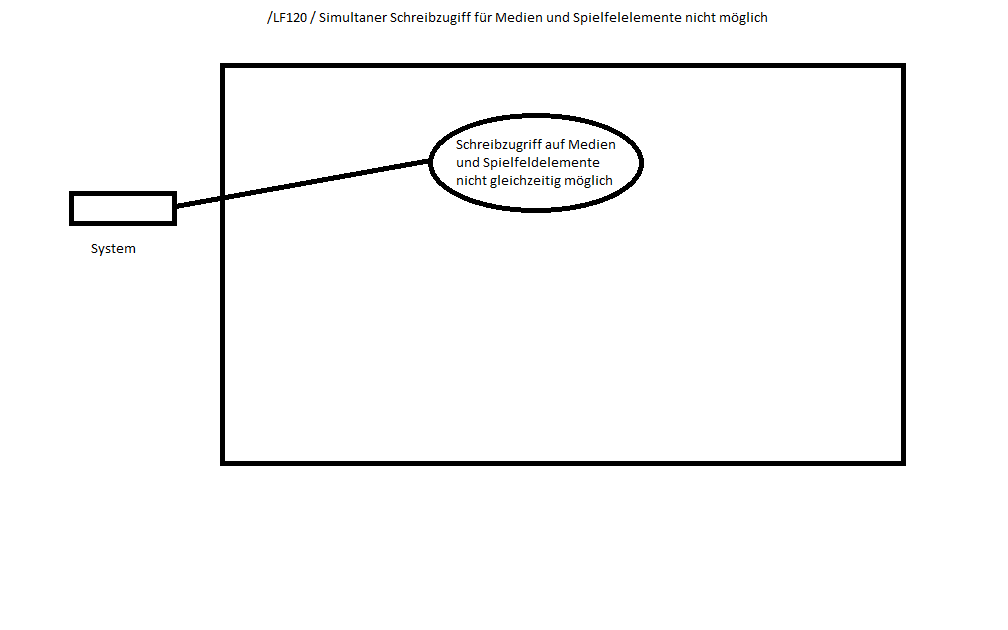 /LF120 / Simultaner Schreibzugiff für Medien und Spielfelelemente nicht möglich
Schreibzugriff auf Medien
und Spielfeldelemente
nicht gleichzeitig möglich
System